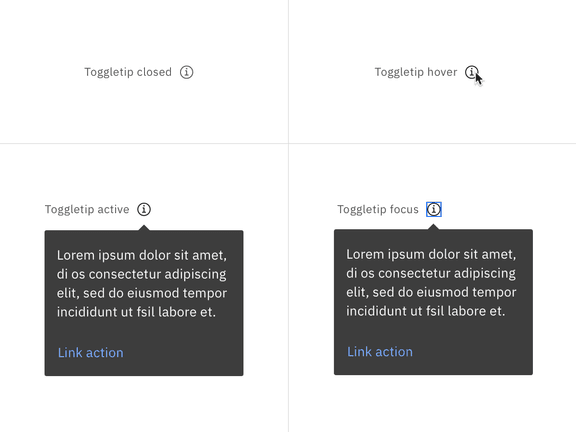 Toggletip closed
Toggletip hover
Toggletip active
Lorem ipsum dolor sit amet,
di os consectetur adipiscing
elit, sed do eiusmod tempor
incididunt ut fsil labore et.
Link action
Toggletip focus
Lorem ipsum dolor sit amet,
di os consectetur adipiscing
elit, sed do eiusmod tempor
incididunt ut fsil labore et.
Link action